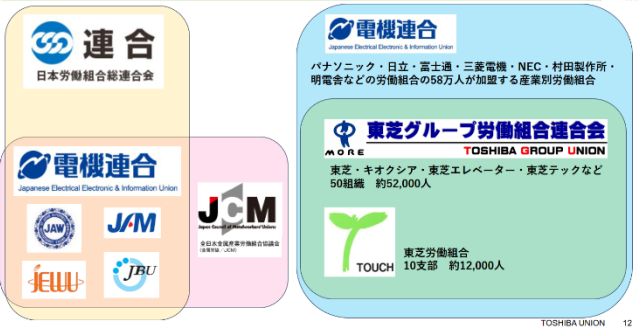 連合
日本労働組合総連合会
電機連合
Japanese Electrical Electronic & Information Union
JAW
JAM
JEWU
JBU
JCM
Japan Council of Metalworkers' Unions
全日本金属産業労働組合協議会
(金属労協/JCM)
電機連合
Japanese Electrical Electronic & Information Union
パナソニック・日立・富士通・三菱電機・NEC・村田製作所・
明電舎などの労働組合の58万人が加盟する産業別労働組合
MORE
東芝グループ労働組合連合会
TOSHIBA GROUP UNION
東芝・キオクシア・東芝エレベーター・東芝テックなど
50組織 約52,000人
TOUCH
東芝労働組合
10支部 約12,000人
TOSHIBA UNION 12